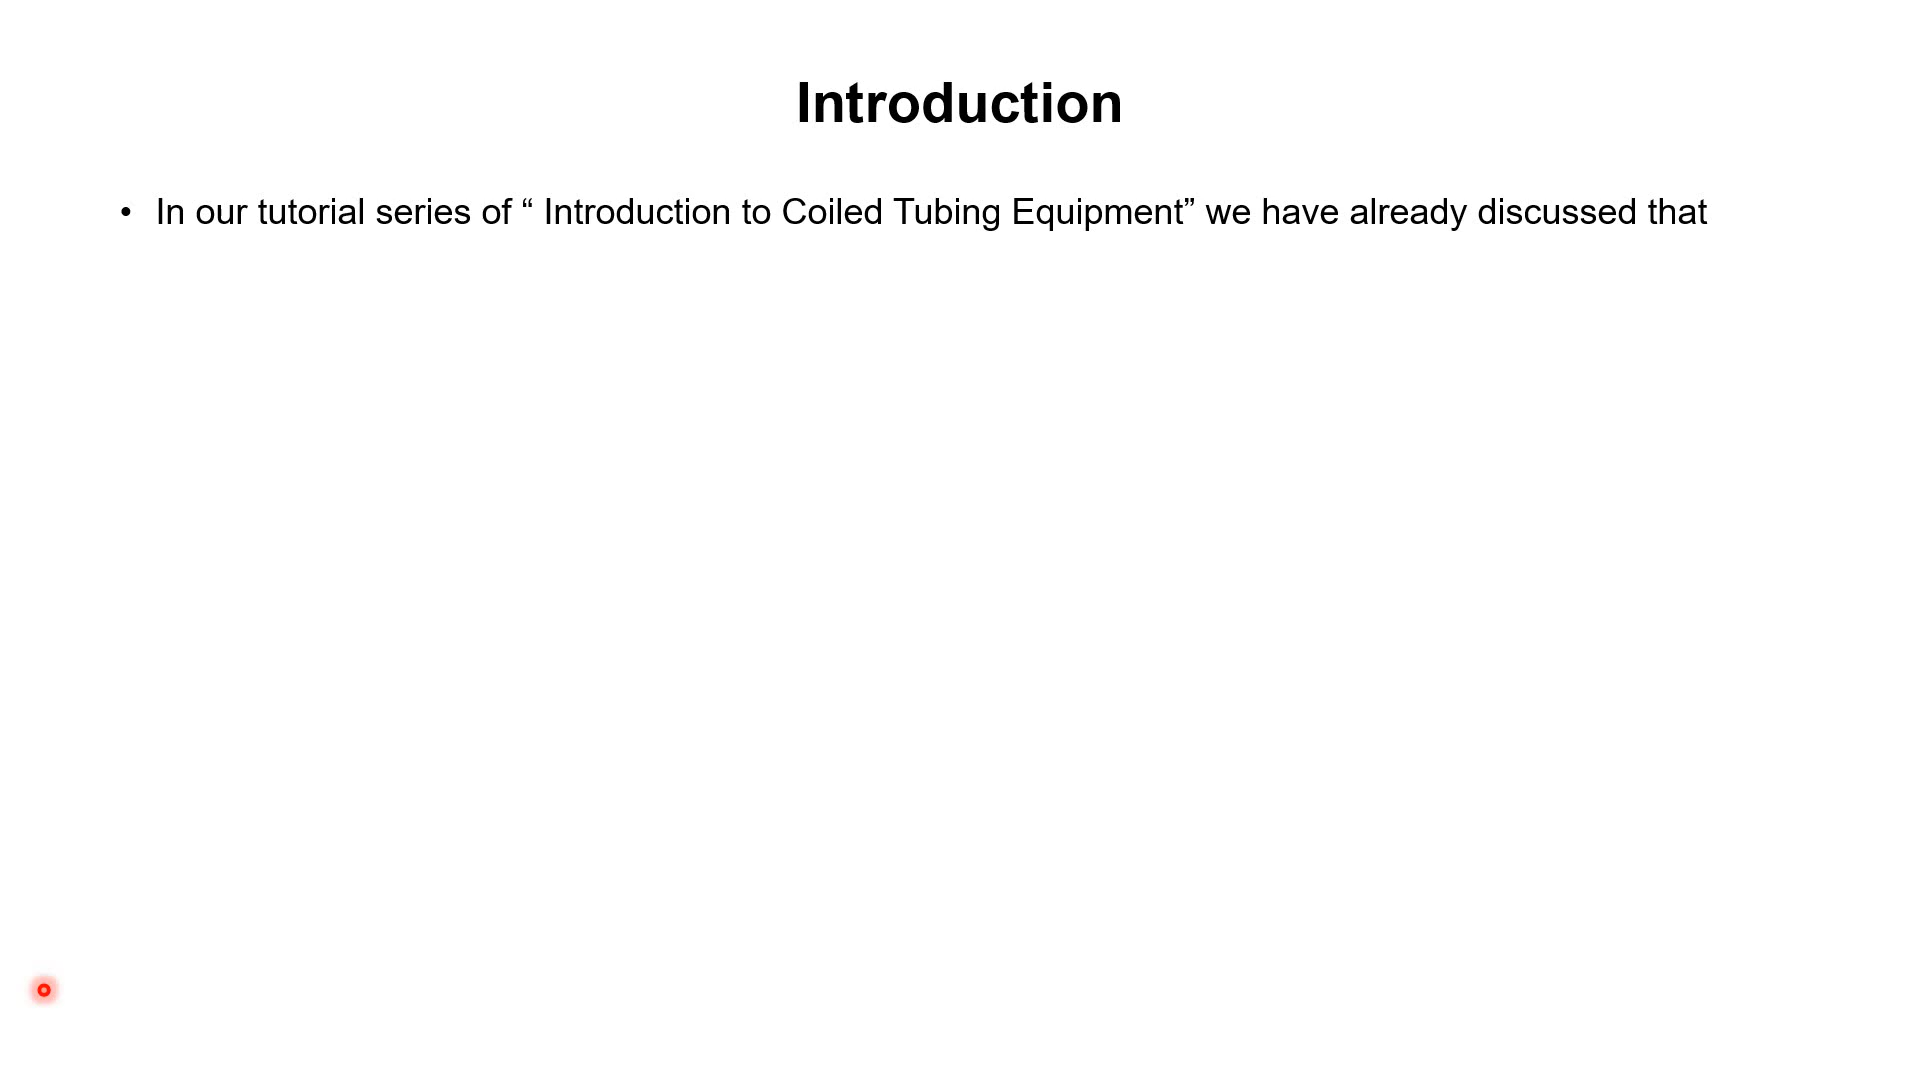 Introduction
• In our tutorial series of “ Introduction to Coiled Tubing Equipment” we have already discussed that